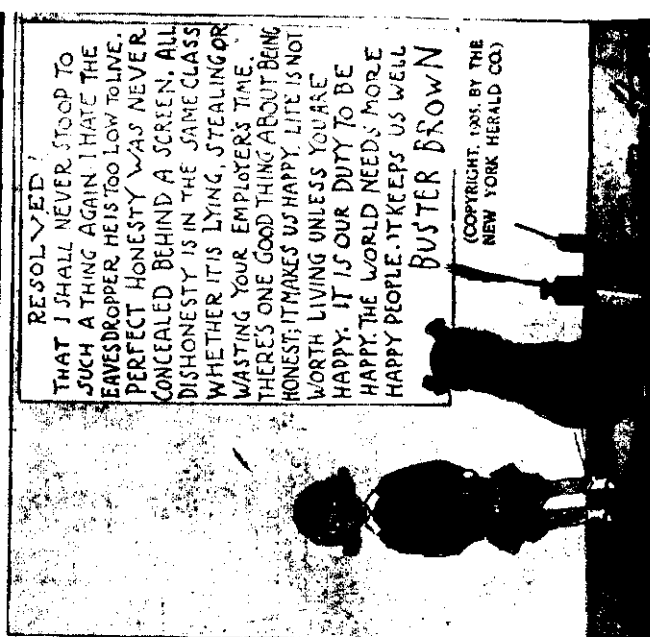 RESOLVED!
THAT I SHALL NEVER STOOP TO
SUCH A THING AGAIN. I HATE THE
EAVESDROPPER HE IS TOO LOW TO LIVE.
PERFECT HONESTY WAS NEVER
CONCEALED BEHIND A SCREEN. ALL
DISHONESTY IS IN THE SAME CLASS
WHETHER IT IS LYING, STEALING OR
WASTING YOUR EMPLOYER'S TIME.
THERE'S ONE GOOD THING ABOUT BEING
HONEST; IT MAKES US HAPPY. LIFE IS NOT
WORTH LIVING UNLESS YOU ARE
HAPPY. IT IS OUR DUTY TO BE
HAPPY. THE WORLD NEEDS MORE
HAPPY PEOPLE. IT KEEPS US WELL
BUSTER BROWN
(COPYRIGHT, 1905, BY THE
NEW YORK HERALD CO.)